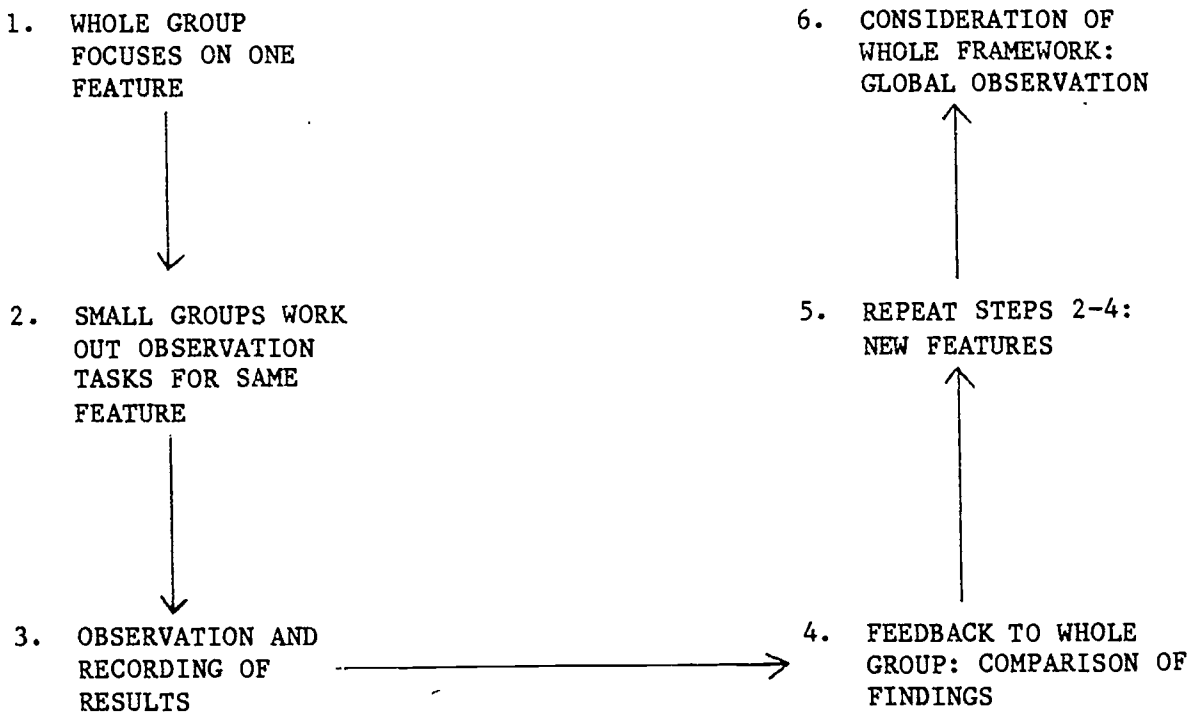 1. WHOLE GROUP
FOCUSES ON ONE
FEATURE
2. SMALL GROUPS WORK
OUT OBSERVATION
TASKS FOR SAME
FEATURE
3. OBSERVATION AND
RECORDING OF
RESULTS
4. FEEDBACK TO WHOLE
GROUP: COMPARISON OF
FINDINGS
5. REPEAT STEPS 2-4:
NEW FEATURES
6. CONSIDERATION OF
WHOLE FRAMEWORK:
GLOBAL OBSERVATION